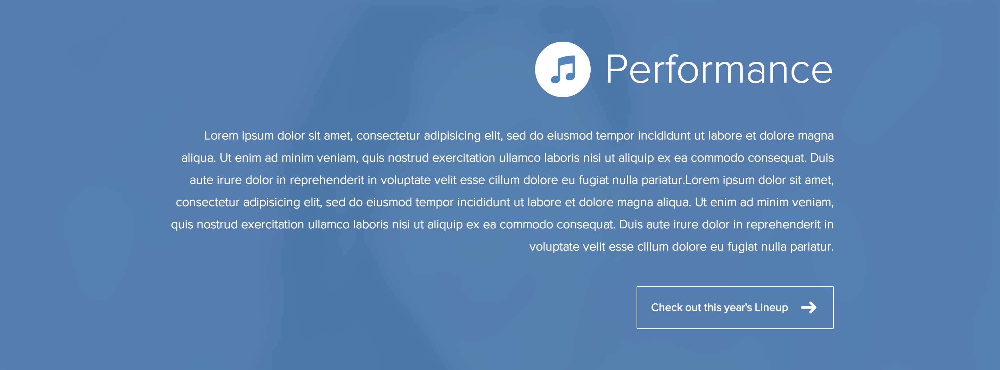 Performance
Lorem ipsum dolor sit amet, consectetur adipisicing elit, sed do eiusmod tempor incididunt ut labore et dolore magna
aliqua. Ut enim ad minim veniam, quis nostrud exercitation ullamco laboris nisi ut aliquip ex ea commodo consequat. Duis
aute irure dolor in reprehenderit in voluptate velit esse cillum dolore eu fugiat nulla pariatur.Lorem ipsum dolor sit amet,
consectetur adipisicing elit, sed do eiusmod tempor incididunt ut labore et dolore magna aliqua. Ut enim ad minim veniam,
quis nostrud exercitation ullamco laboris nisi ut aliquip ex ea commodo consequat. Duis aute irure dolor in reprehenderit in
voluptate velit esse cillum dolore eu fugiat nulla pariatur.
Check out this year's Lineup